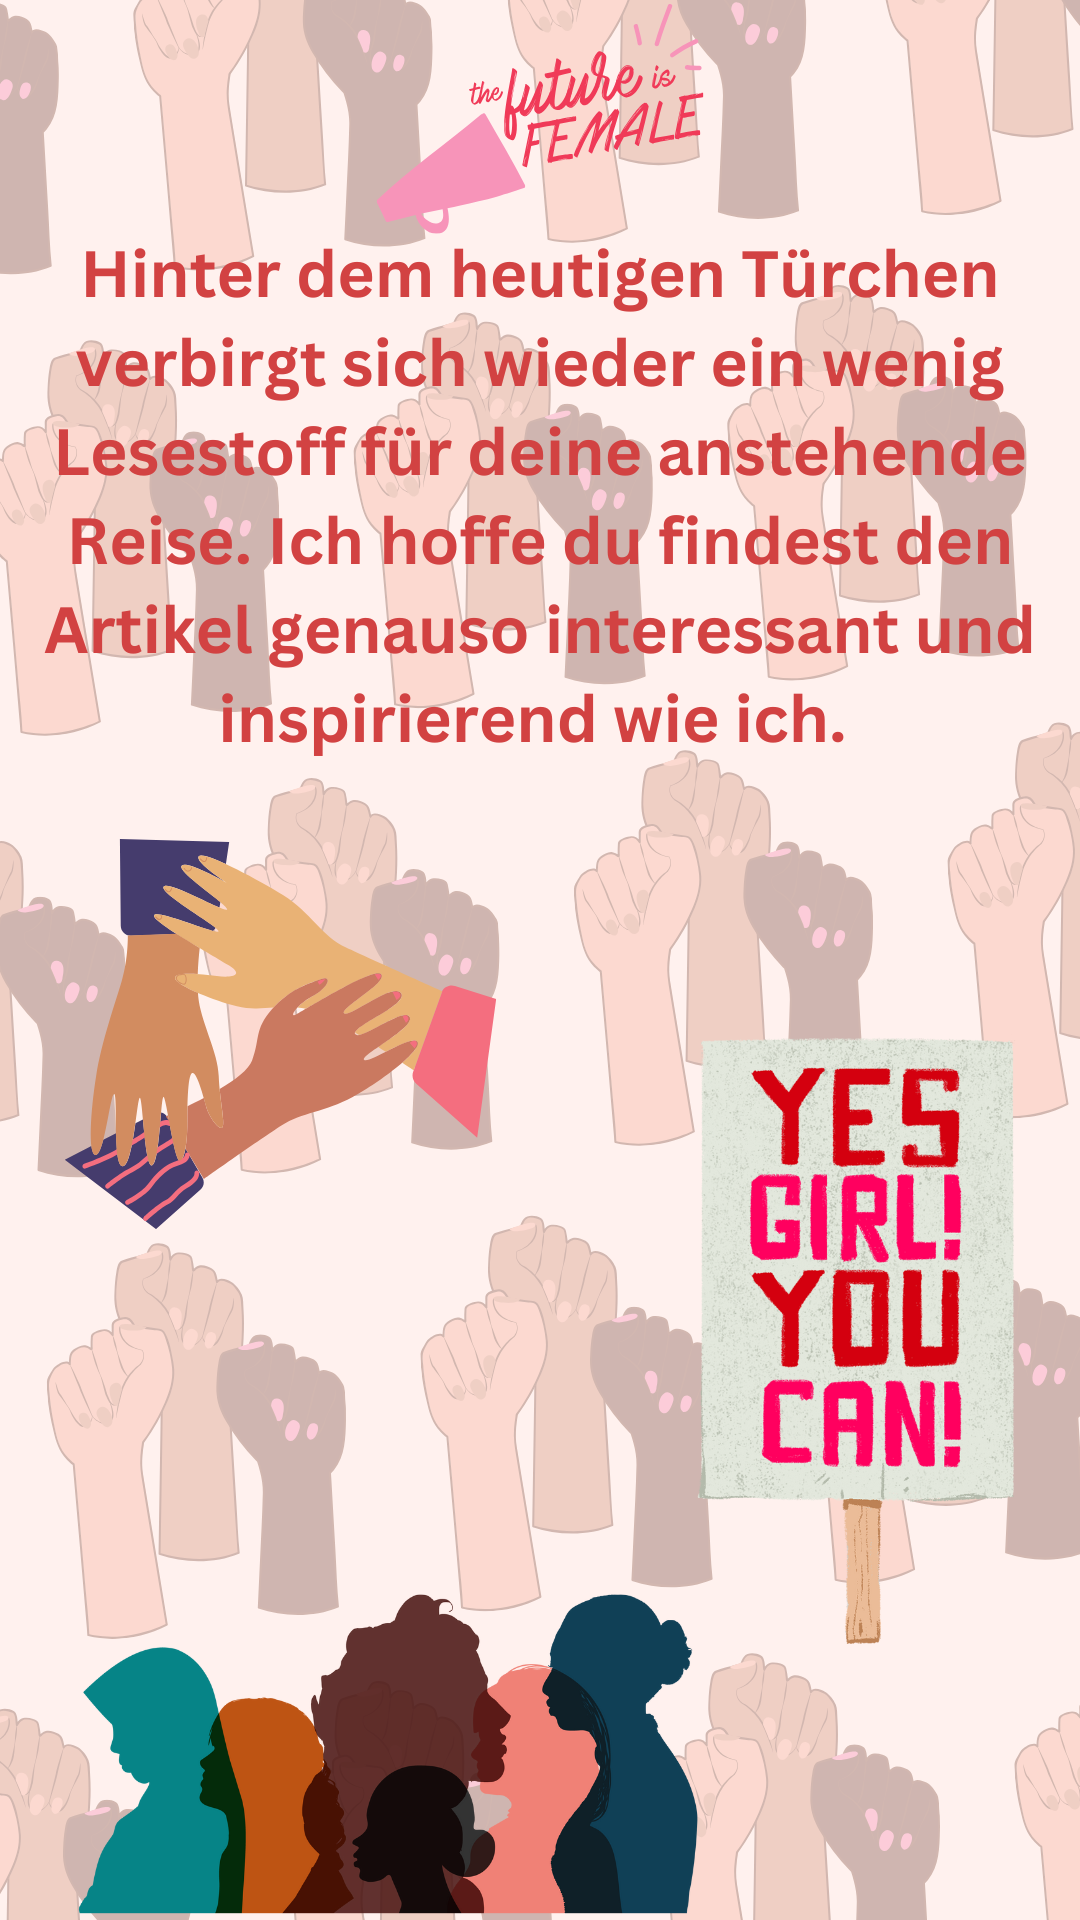 the future is
FEMALE
Hinter dem heutigen Türchen
verbirgt sich wieder ein wenig
Lesestoff für deine anstehende
Reise. Ich hoffe du findest den
Artikel genauso interessant und
inspirierend wie ich.
YES
GIRL!
YOU
CAN!